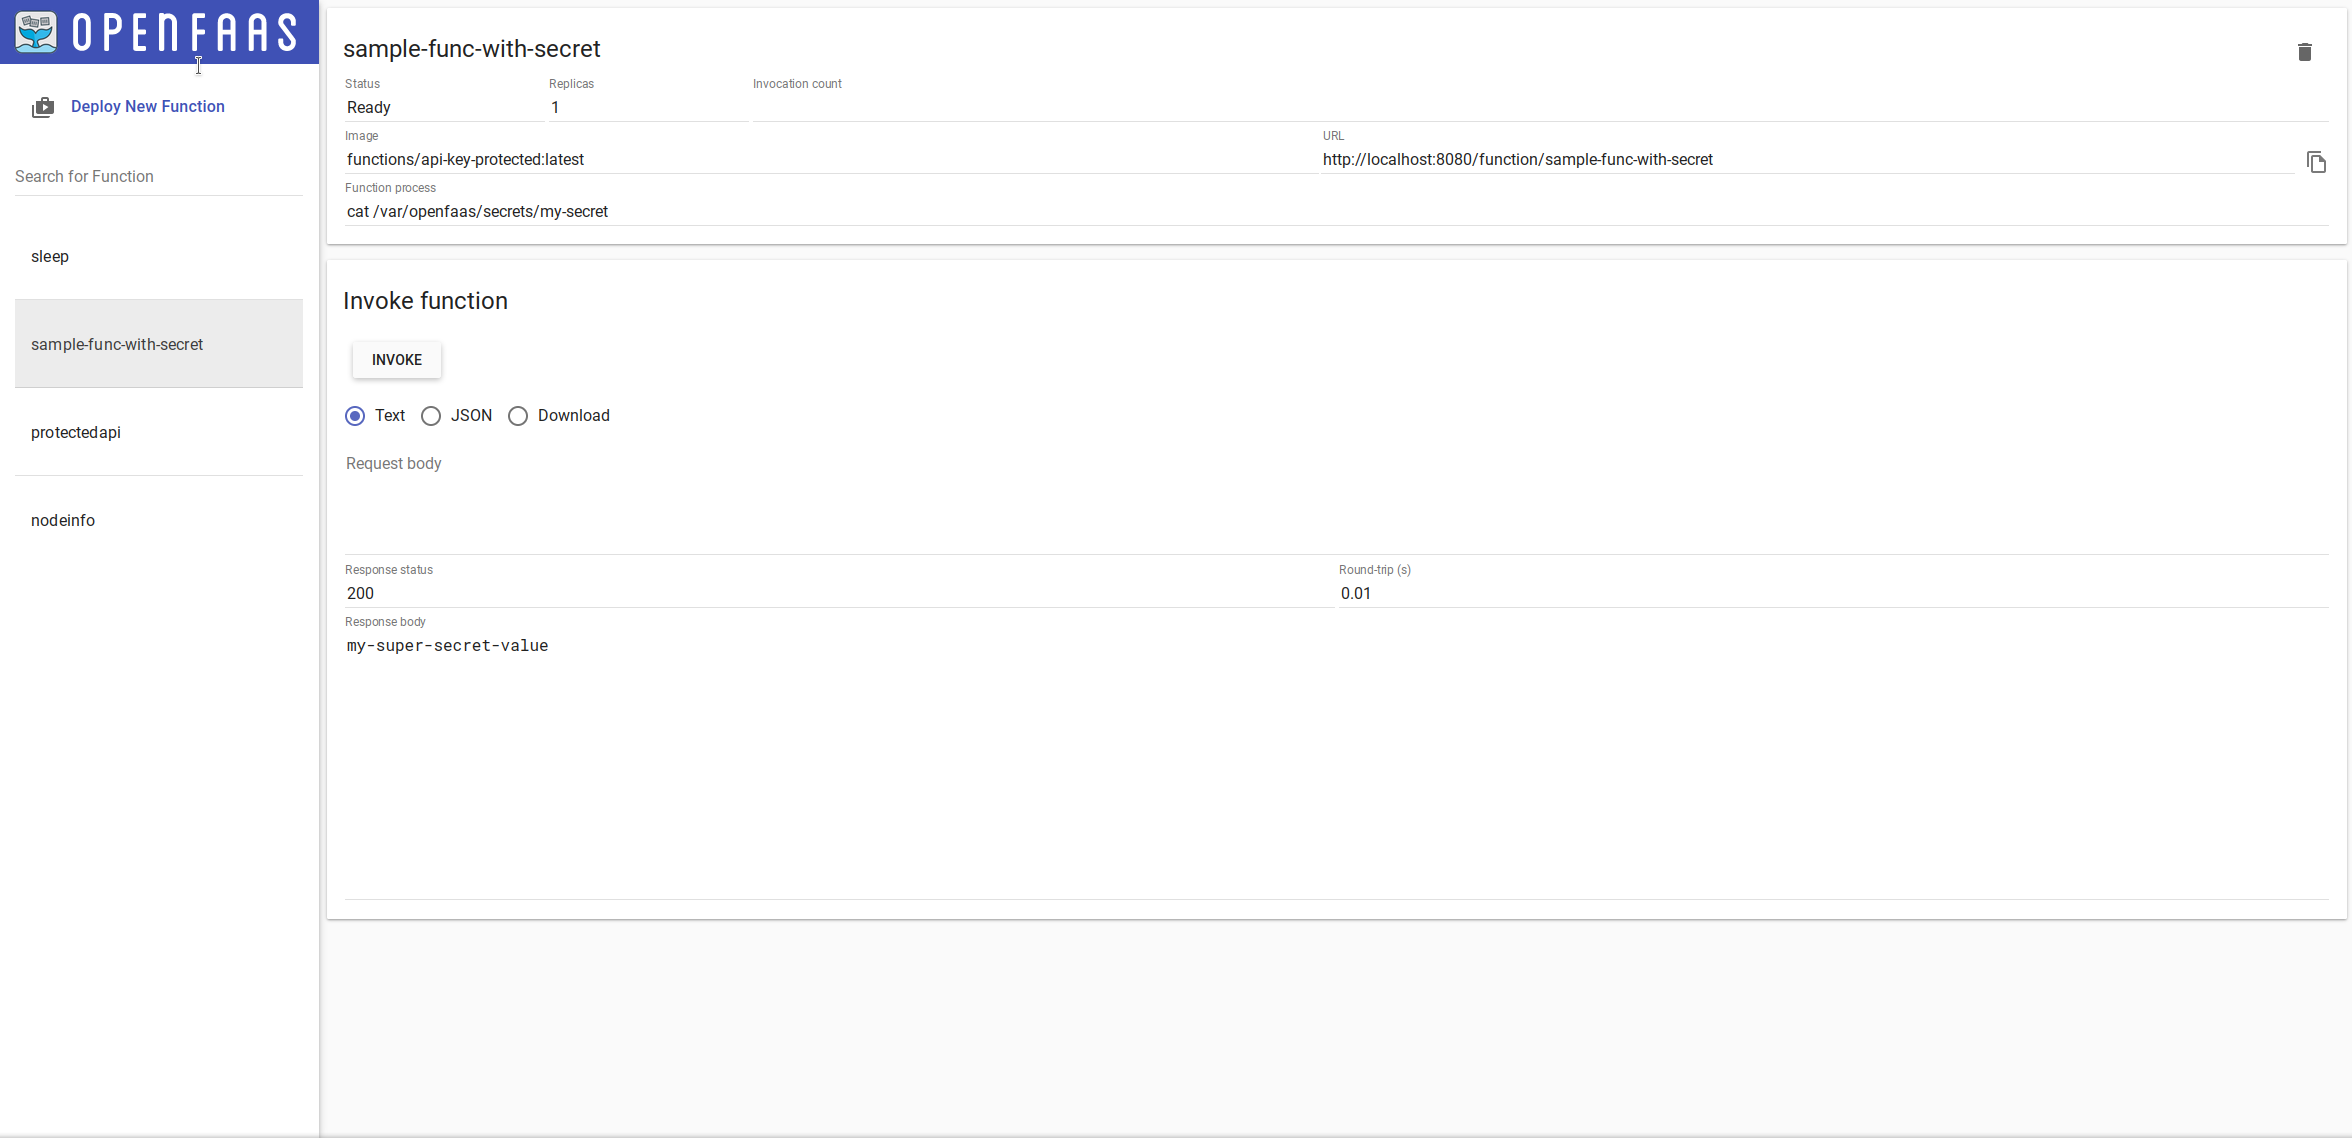 OPENFAAS
Deploy New Function
Search for Function
sleep
sample-func-with-secret
protectedapi
nodeinfo
sample-func-with-secret
Status Replicas Invocation count
Ready 1
Image URL
functions/api-key-protected:latest http://localhost:8080/function/sample-func-with-secret
Function process
cat /var/openfaas/secrets/my-secret
Invoke function
INVOKE
Text JSON Download
Request body
Response status Round-trip (s)
200 0.01
Response body
my-super-secret-value